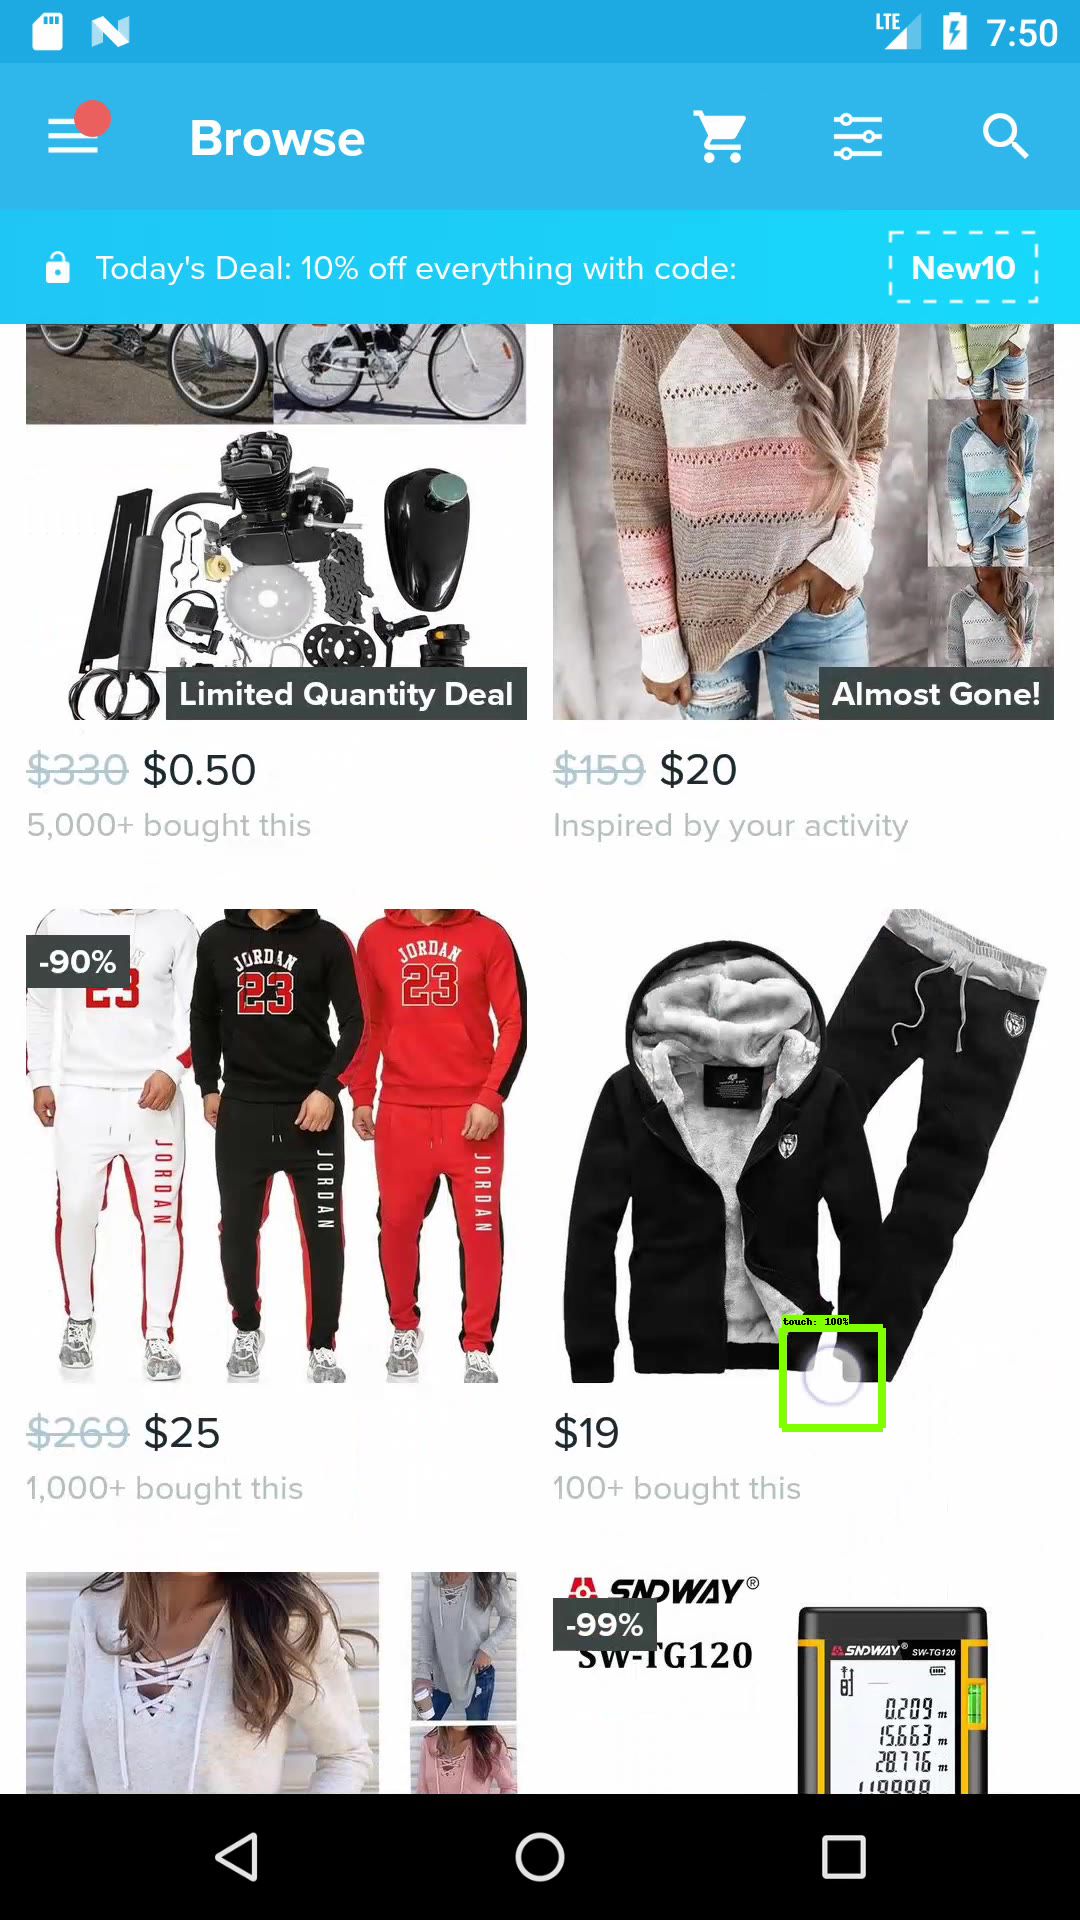 LTE 7:50
Browse
Today's Deal: 10% off everything with code: New10
Limited Quantity Deal
Almost Gone!
$330 $0.50
$159 $20
5,000+ bought this
Inspired by your activity
-90%
23
JORDAN
23
JORDAN
23
JORDAN
JORDAN
JORDAN
touch: 100%
$269 $25
$19
1,000+ bought this
100+ bought this
SNDWAY®
-99%
SW-TG120
SNDWAY® SW-TG120
0.209 m
15.663 m
28.776 m